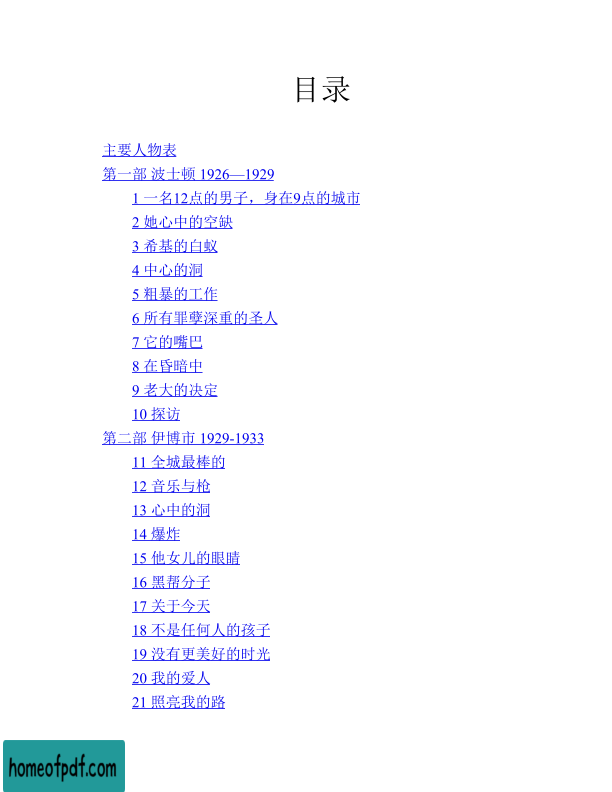 目录
主要人物表
第一部 波士顿 1926—1929
1 一名12点的男子，身在9点的城市
2 她心中的空缺
3 希基的白蚁
4 中心的洞
5 粗暴的工作
6 所有罪孽深重的圣人
7 它的嘴巴
8 在昏暗中
9 老大的决定
10 探访
第二部 伊博市 1929-1933
11 全城最棒的
12 音乐与枪
13 心中的洞
14 爆炸
15 他女儿的眼睛
16 黑帮分子
17 关于今天
18 不是任何人的孩子
19 没有更美好的时光
20 我的爱人
21 照亮我的路
homeofpdf.com